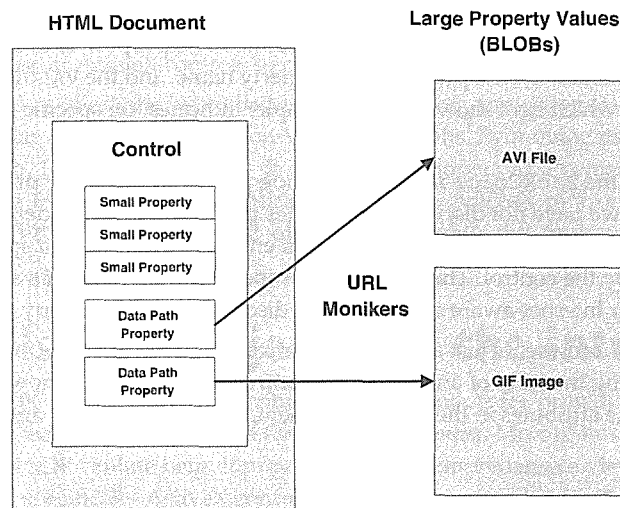 HTML Document
Large Property Values
(BLOBs)
Control
Small Property
Small Property
Small Property
Data Path
Property
Data Path
Property
URL
Monikers
AVI File
GIF Image